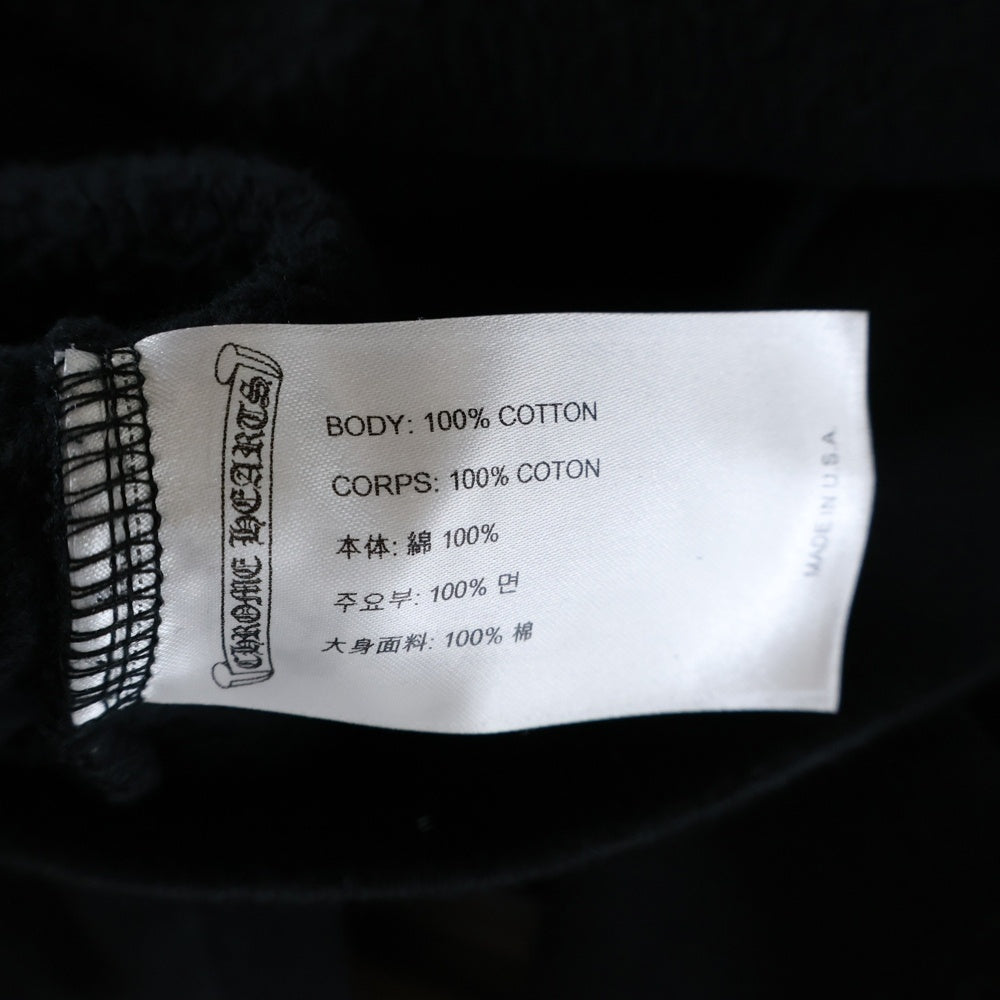 CHROME HEARTS
BODY: 100% COTTON
CORPS: 100% COTON
本体: 綿 100%
주요부: 100% 면
大身面料: 100% 棉
MADE IN U.S.A